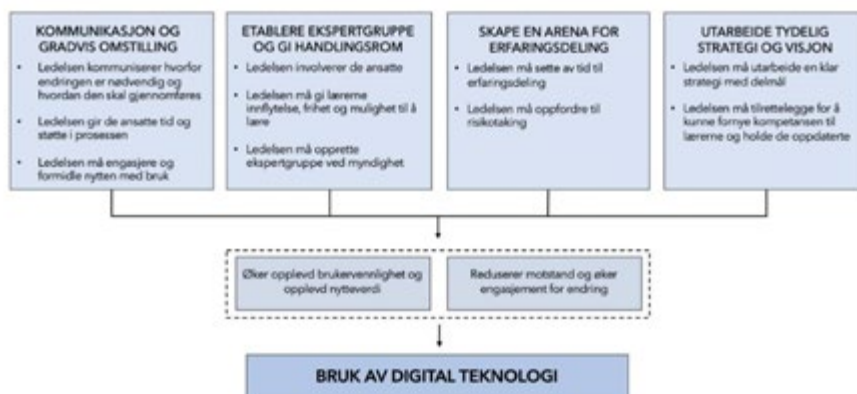 KOMMUNIKASJON OG
GRADVIS OMSTILLING
• Ledelsen kommuniserer hvorfor
endringen er nødvendig og
hvordan den skal gjennomføres
• Ledelsen gir de ansatte tid og
støtte i prosessen
• Ledelsen må engasjere og
formidle nytten med bruk
ETABLERE EKSPERTGRUPPE
OG GI HANDLINGSROM
• Ledelsen involverer de ansatte
• Ledelsen må gi lærerne
innflytelse, frihet og mulighet til å
lære
• Ledelsen må opprette
ekspertgruppe ved myndighet
SKAPE EN ARENA FOR
ERFARINGSDELING
• Ledelsen må sette av tid til
erfaringsdeling
• Ledelsen må oppfordre til
risikotaking
UTARBEIDE TYDELIG
STRATEGI OG VISJON
• Ledelsen må utarbeide en klar
strategi med delmål
• Ledelsen må tilrettelegge for å
kunne fornye kompetansen til
lærerne og holde de oppdaterte
Øker opplevd brukervennlighet og
opplevd nytteverdi
Reduserer motstand og øker
engasjement for endring
BRUK AV DIGITAL TEKNOLOGI